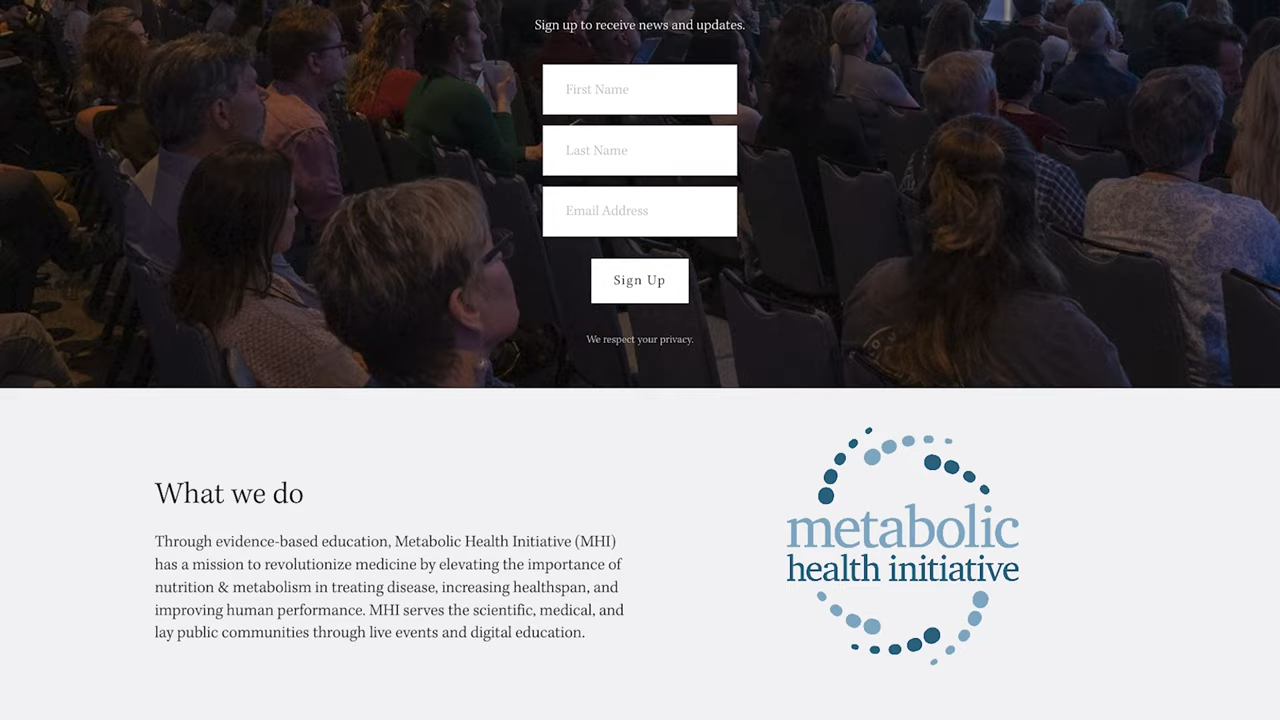 Sign up to receive news and updates.
First Name
Last Name
Email Address
Sign Up
We respect your privacy.
What we do
Through evidence-based education, Metabolic Health Initiative (MHI)
has a mission to revolutionize medicine by elevating the importance of
nutrition & metabolism in treating disease, increasing healthspan, and
improving human performance. MHI serves the scientific, medical, and
lay public communities through live events and digital education.
metabolic
health initiative